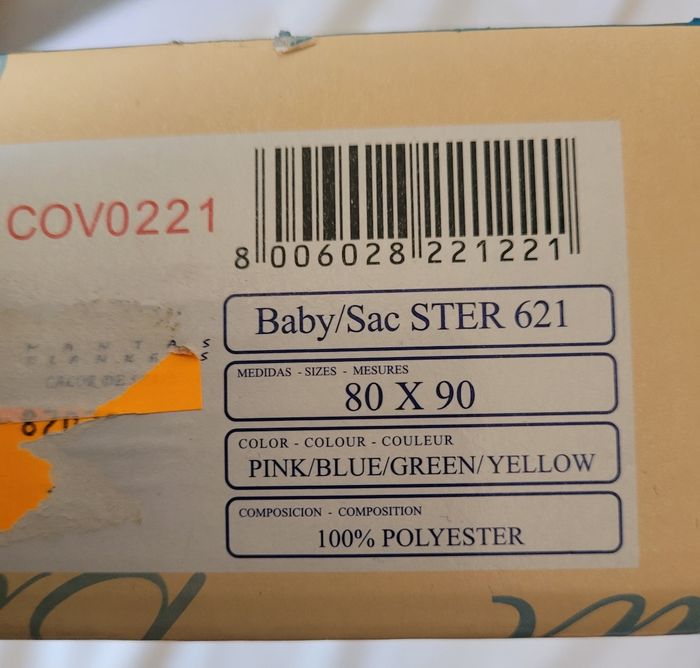 COV0221
8 006028 221221
Baby/Sac STER 621
MEDIDAS - SIZES - MESURES
80 X 90
COLOR - COLOUR - COULEUR
PINK/BLUE/GREEN/YELLOW
COMPOSICION - COMPOSITION
100% POLYESTER
MANTAS